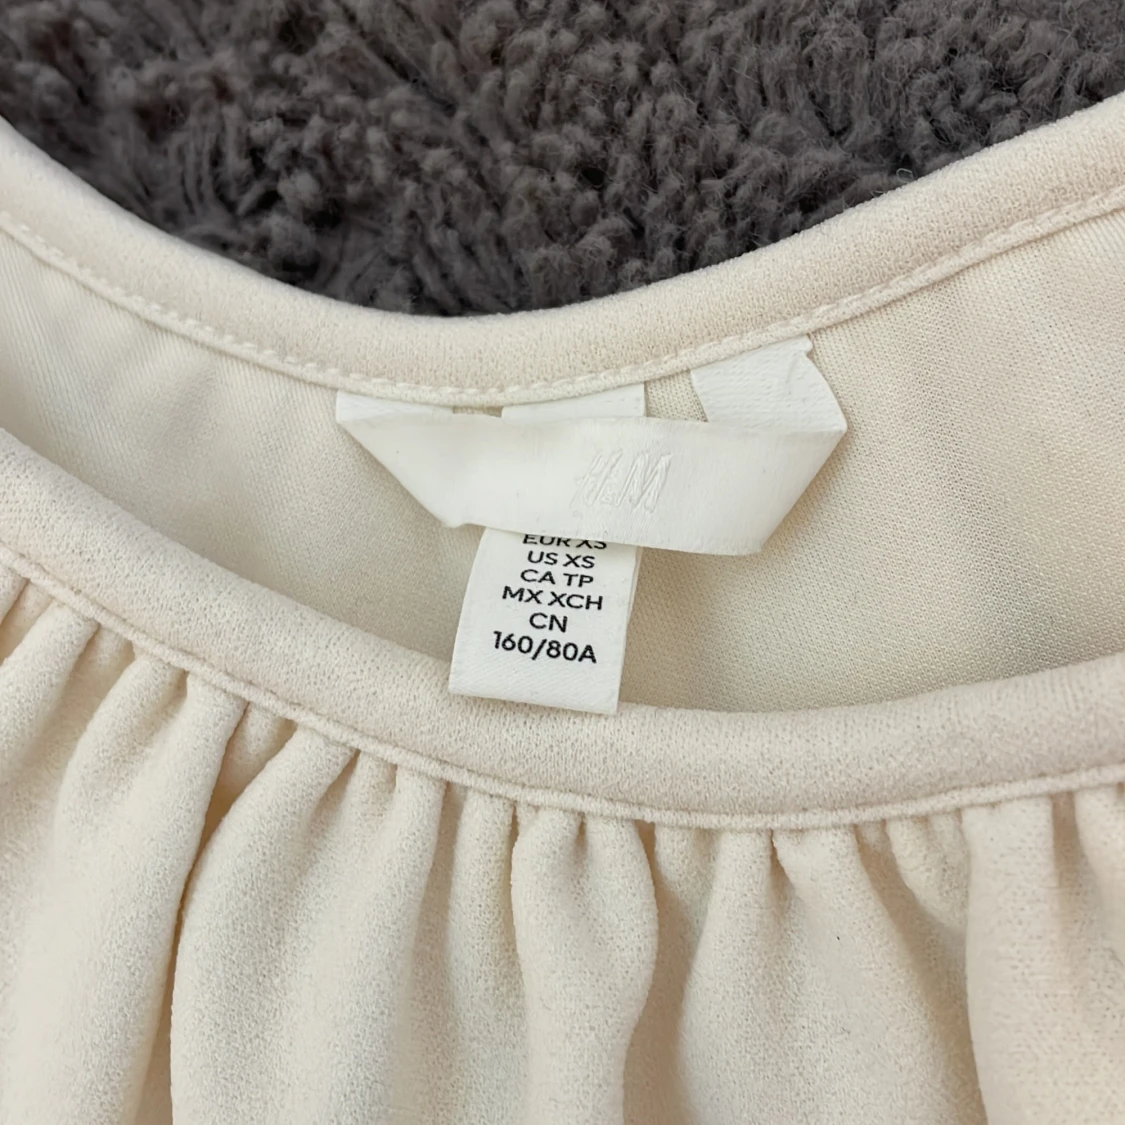 H&M
EUR XS
US XS
CA TP
MX XCH
CN
160/80A